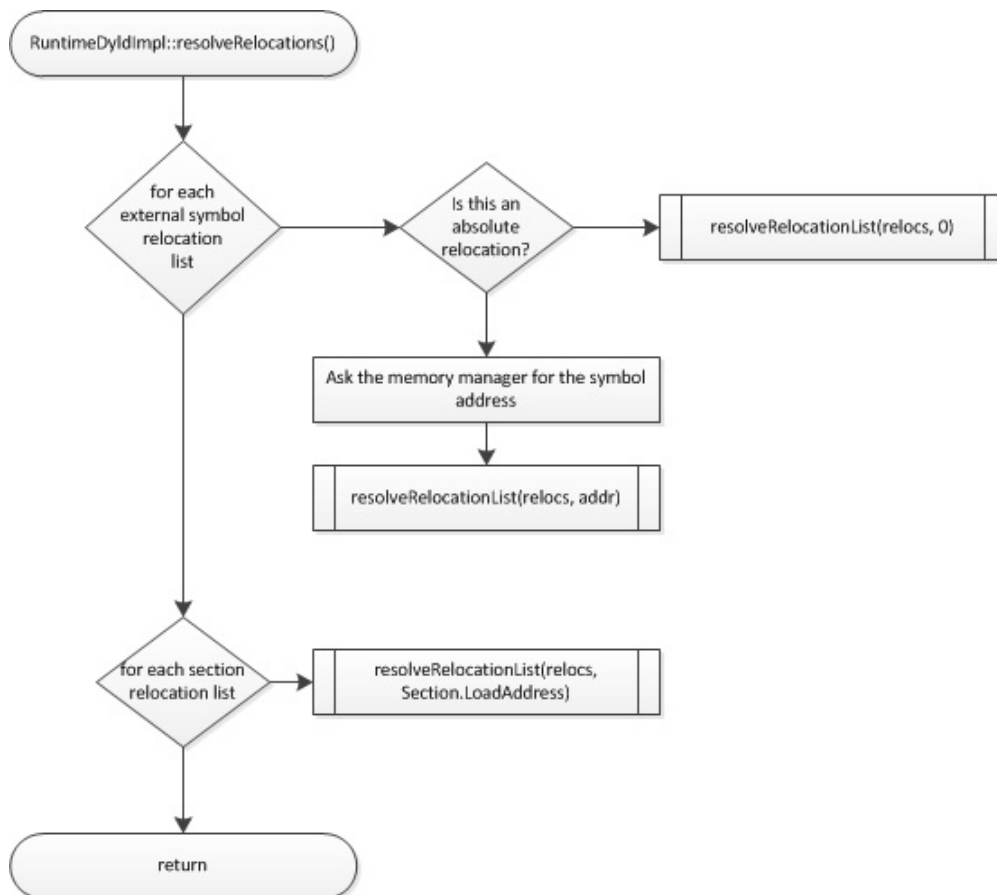 RuntimeDyldImpl::resolveRelocations()
for each
external symbol
relocation
list
Is this an
absolute
relocation?
resolveRelocationList(relocs, 0)
Ask the memory manager for the symbol
address
resolveRelocationList(relocs, addr)
for each section
relocation list
resolveRelocationList(relocs,
Section.LoadAddress)
return